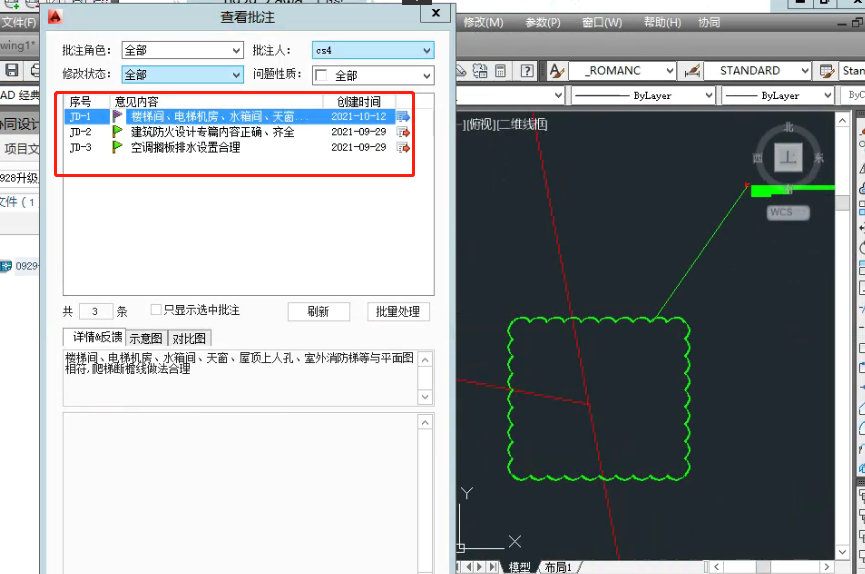 查看批注
X
批注角色： 全部
批注人： cs4
修改状态： 全部
问题性质： 全部
序号 意见内容 创建时间
JD-1 楼梯间、电梯机房、水箱间、天窗... 2021-10-12
JD-2 建筑防火设计专篇内容正确、齐全 2021-09-29
JD-3 空调搁板排水设置合理 2021-09-29
共 3 条
只显示选中批注
刷新
批量处理
详情&反馈 示意图 对比图
楼梯间、电梯机房、水箱间、天窗、屋顶上人孔、室外消防梯等与平面图
相符,爬梯断檐线做法合理
文件(F)
wing1*
AD 经典
协同设计
项目文
928升级
文件（1
0929
修改(M) 参数(P) 窗口(W) 帮助(H) 协同
_ROMANC
STANDARD
Stan
ByLayer
ByLayer
ByC
][俯视][二维线框]
北
西
上
东
WCS
Y
X
模型
布局1